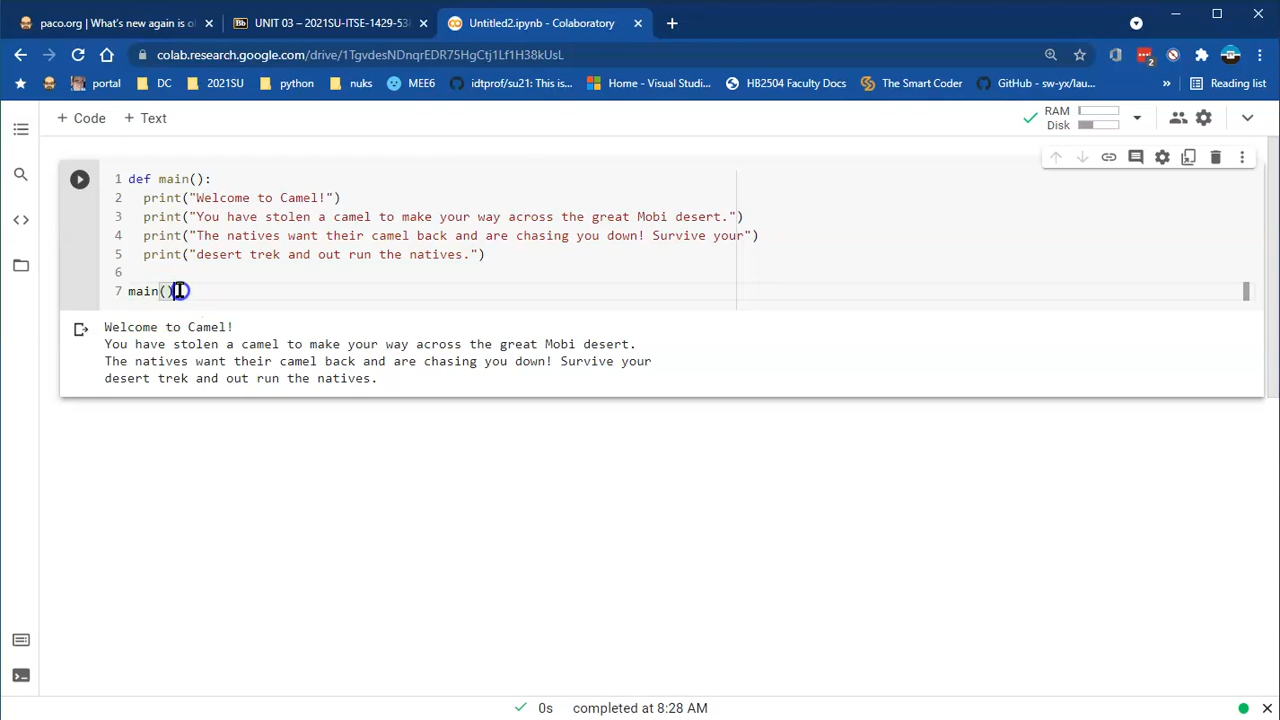 paco.org | What's new again is ol
UNIT 03 – 2021SU-ITSE-1429-53
Untitled2.ipynb - Colaboratory
colab.research.google.com/drive/1TgvdesNDnqrEDR75HgCtj1Lf1H38kUsL
portal
DC
2021SU
python
nuks
MEE6
idtprof/su21: This is...
Home - Visual Studi...
HB2504 Faculty Docs
The Smart Coder
GitHub - sw-yx/lau...
Reading list
+ Code
+ Text
RAM
Disk
1 def main():
2 print("Welcome to Camel!")
3 print("You have stolen a camel to make your way across the great Mobi desert.")
4 print("The natives want their camel back and are chasing you down! Survive your")
5 print("desert trek and out run the natives.")
6
7 main()
Welcome to Camel!
You have stolen a camel to make your way across the great Mobi desert.
The natives want their camel back and are chasing you down! Survive your
desert trek and out run the natives.
0s completed at 8:28 AM